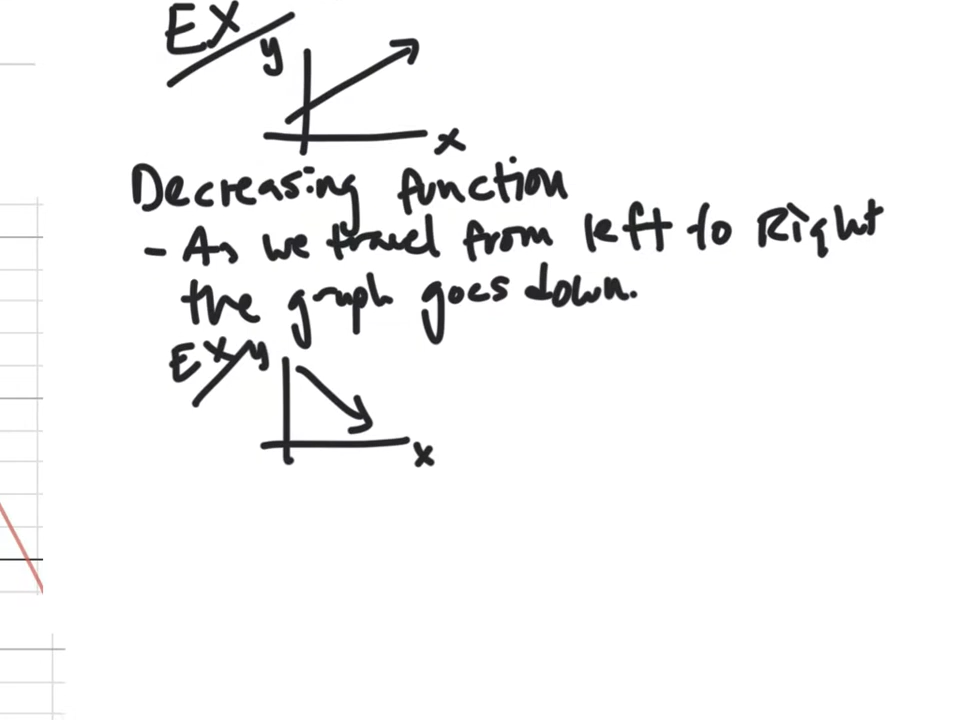 EX
y
x
Decreasing function
- As we travel from left to Right
the graph goes down.
EX y
x